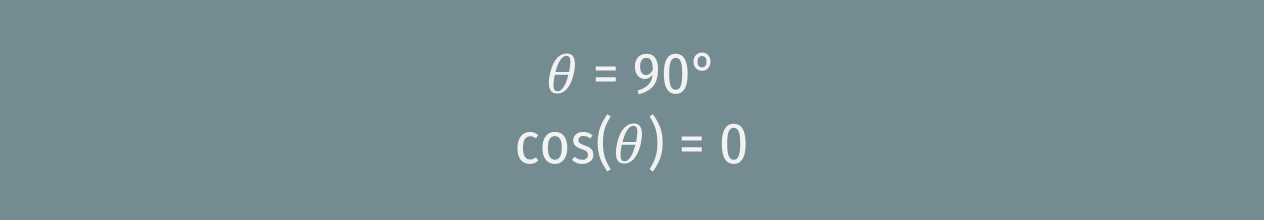 θ = 90°
cos(θ) = 0